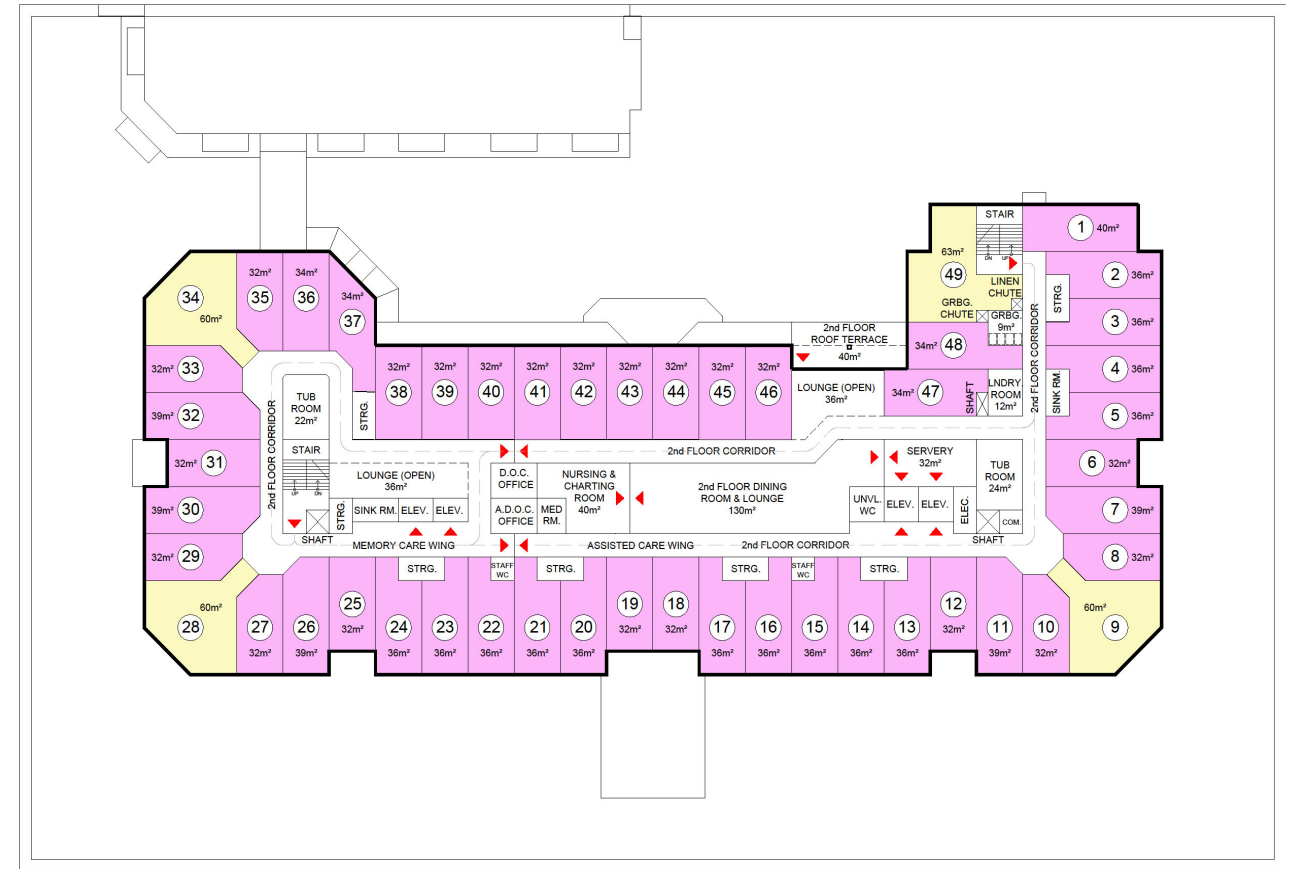 STAIR
DN
UP
1
40m²
63m²
49
LINEN
CHUTE
GRBG.
CHUTE
GRBG.
9m²
STRG.
2
36m²
3
36m²
34
60m²
32m²
35
34m²
36
34m²
37
2nd FLOOR
ROOF TERRACE
40m²
34m²
48
2nd FLOOR CORRIDOR
4
36m²
32m²
33
32m²
38
32m²
39
32m²
40
32m²
41
32m²
42
32m²
43
32m²
44
32m²
45
32m²
46
LOUNGE (OPEN)
36m²
34m²
47
SHAFT
LNDRY.
ROOM
12m²
SINK RM.
5
36m²
39m²
32
TUB
ROOM
22m²
STRG.
2nd FLOOR CORRIDOR
32m²
31
STAIR
UP
DN
LOUNGE (OPEN)
36m²
2nd FLOOR CORRIDOR
D.O.C.
OFFICE
NURSING &
CHARTING
ROOM
40m²
2nd FLOOR DINING
ROOM & LOUNGE
130m²
SERVERY
32m²
TUB
ROOM
24m²
6
32m²
39m²
30
STRG.
SINK RM.
ELEV.
ELEV.
A.D.O.C.
OFFICE
MED
RM.
UNVL.
WC
ELEV.
ELEV.
ELEC.
COM.
7
39m²
SHAFT
MEMORY CARE WING
ASSISTED CARE WING
2nd FLOOR CORRIDOR
SHAFT
32m²
29
8
32m²
STRG.
STAFF
WC
STRG.
STRG.
STAFF
WC
STRG.
60m²
28
27
32m²
26
39m²
25
32m²
24
36m²
23
36m²
22
36m²
21
36m²
20
36m²
19
32m²
18
32m²
17
36m²
16
36m²
15
36m²
14
36m²
13
36m²
12
32m²
11
39m²
10
32m²
60m²
9